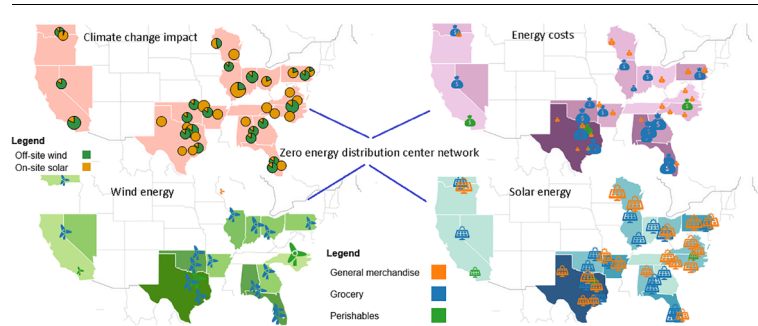 Climate change impact
Energy costs
Legend
Off-site wind
On-site solar
Zero energy distribution center network
Wind energy
Solar energy
Legend
General merchandise
Grocery
Perishables